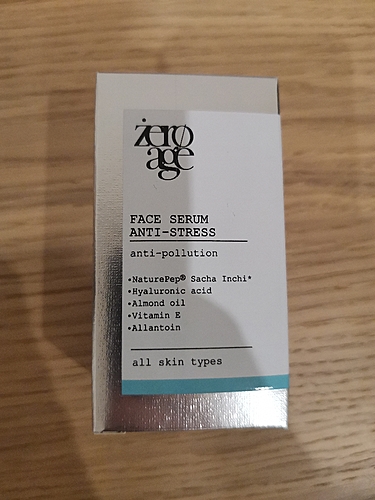 zero
age
FACE SERUM
ANTI-STRESS
anti-pollution
•NaturePep® Sacha Inchi*
•Hyaluronic acid
•Almond oil
•Vitamin E
•Allantoin
all skin types